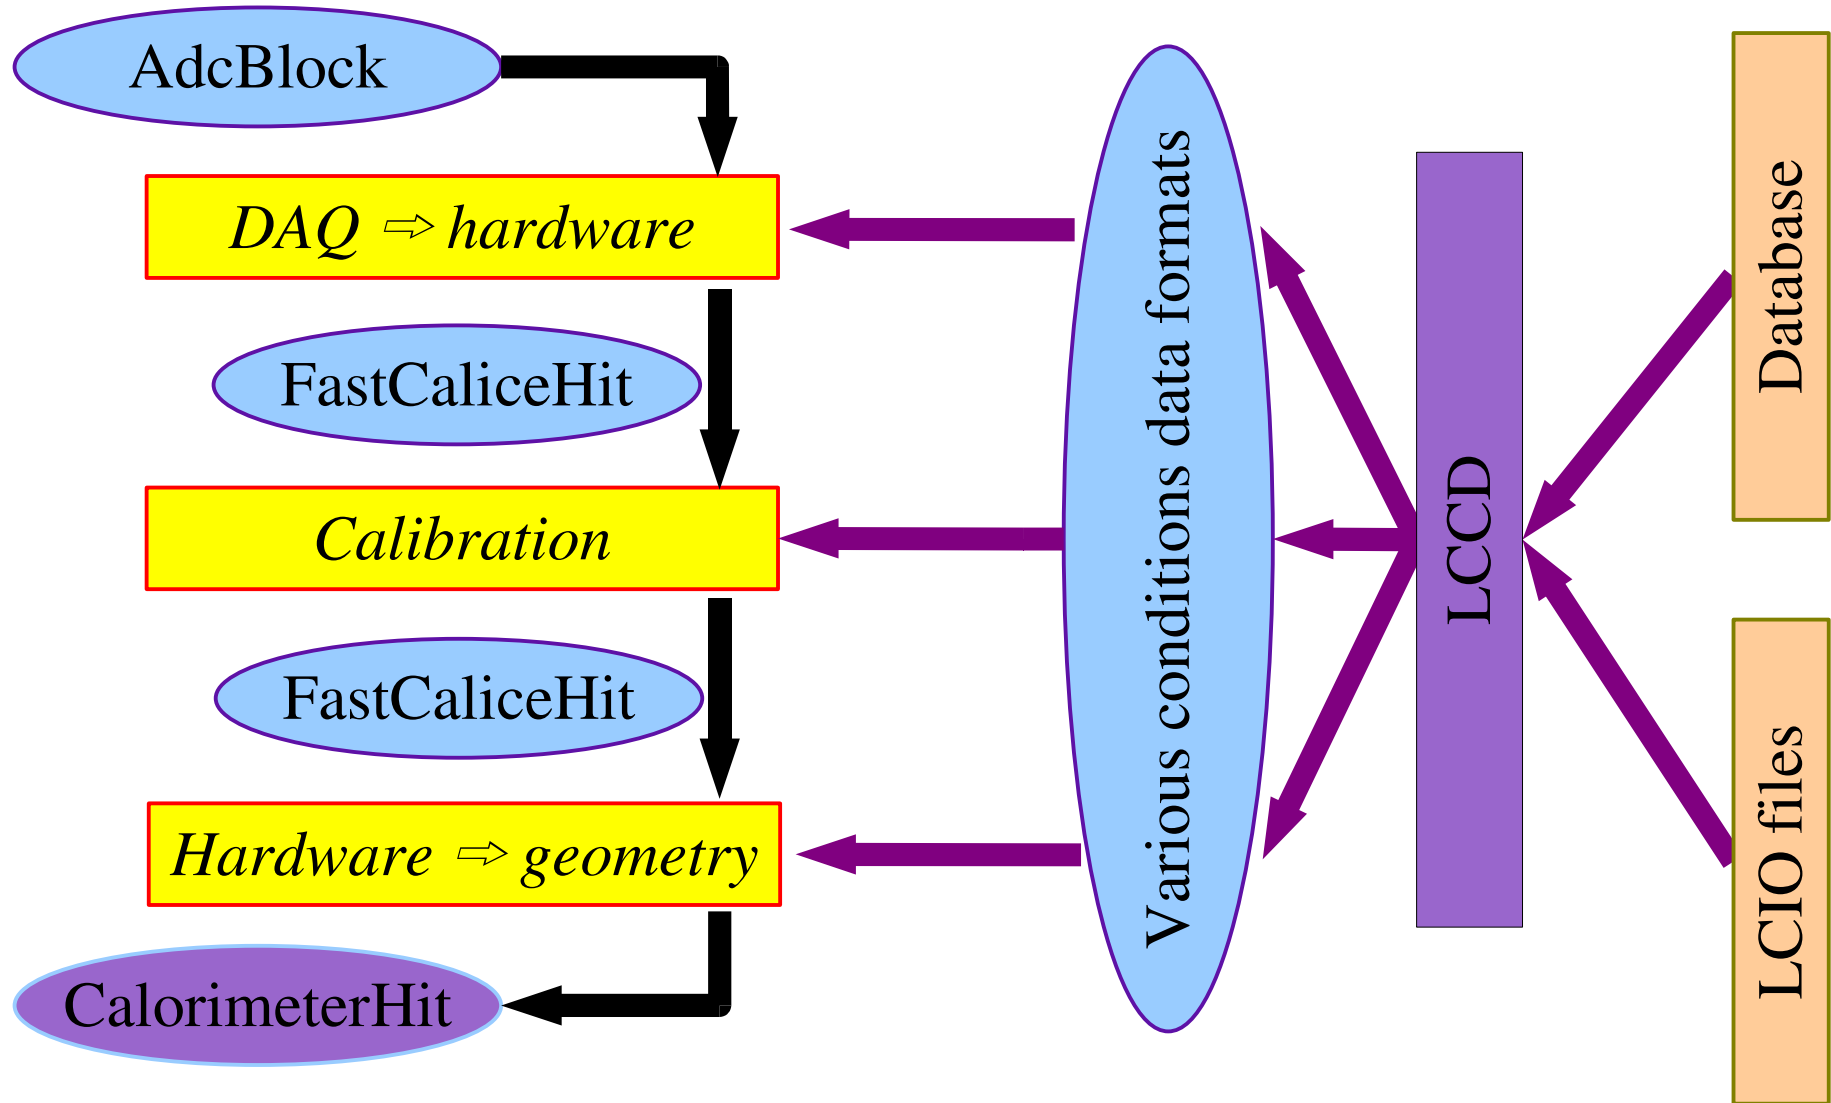 AdcBlock
DAQ ⇨ hardware
FastCaliceHit
Calibration
FastCaliceHit
Hardware ⇨ geometry
CalorimeterHit
Various conditions data formats
LCCD
Database
LCIO files